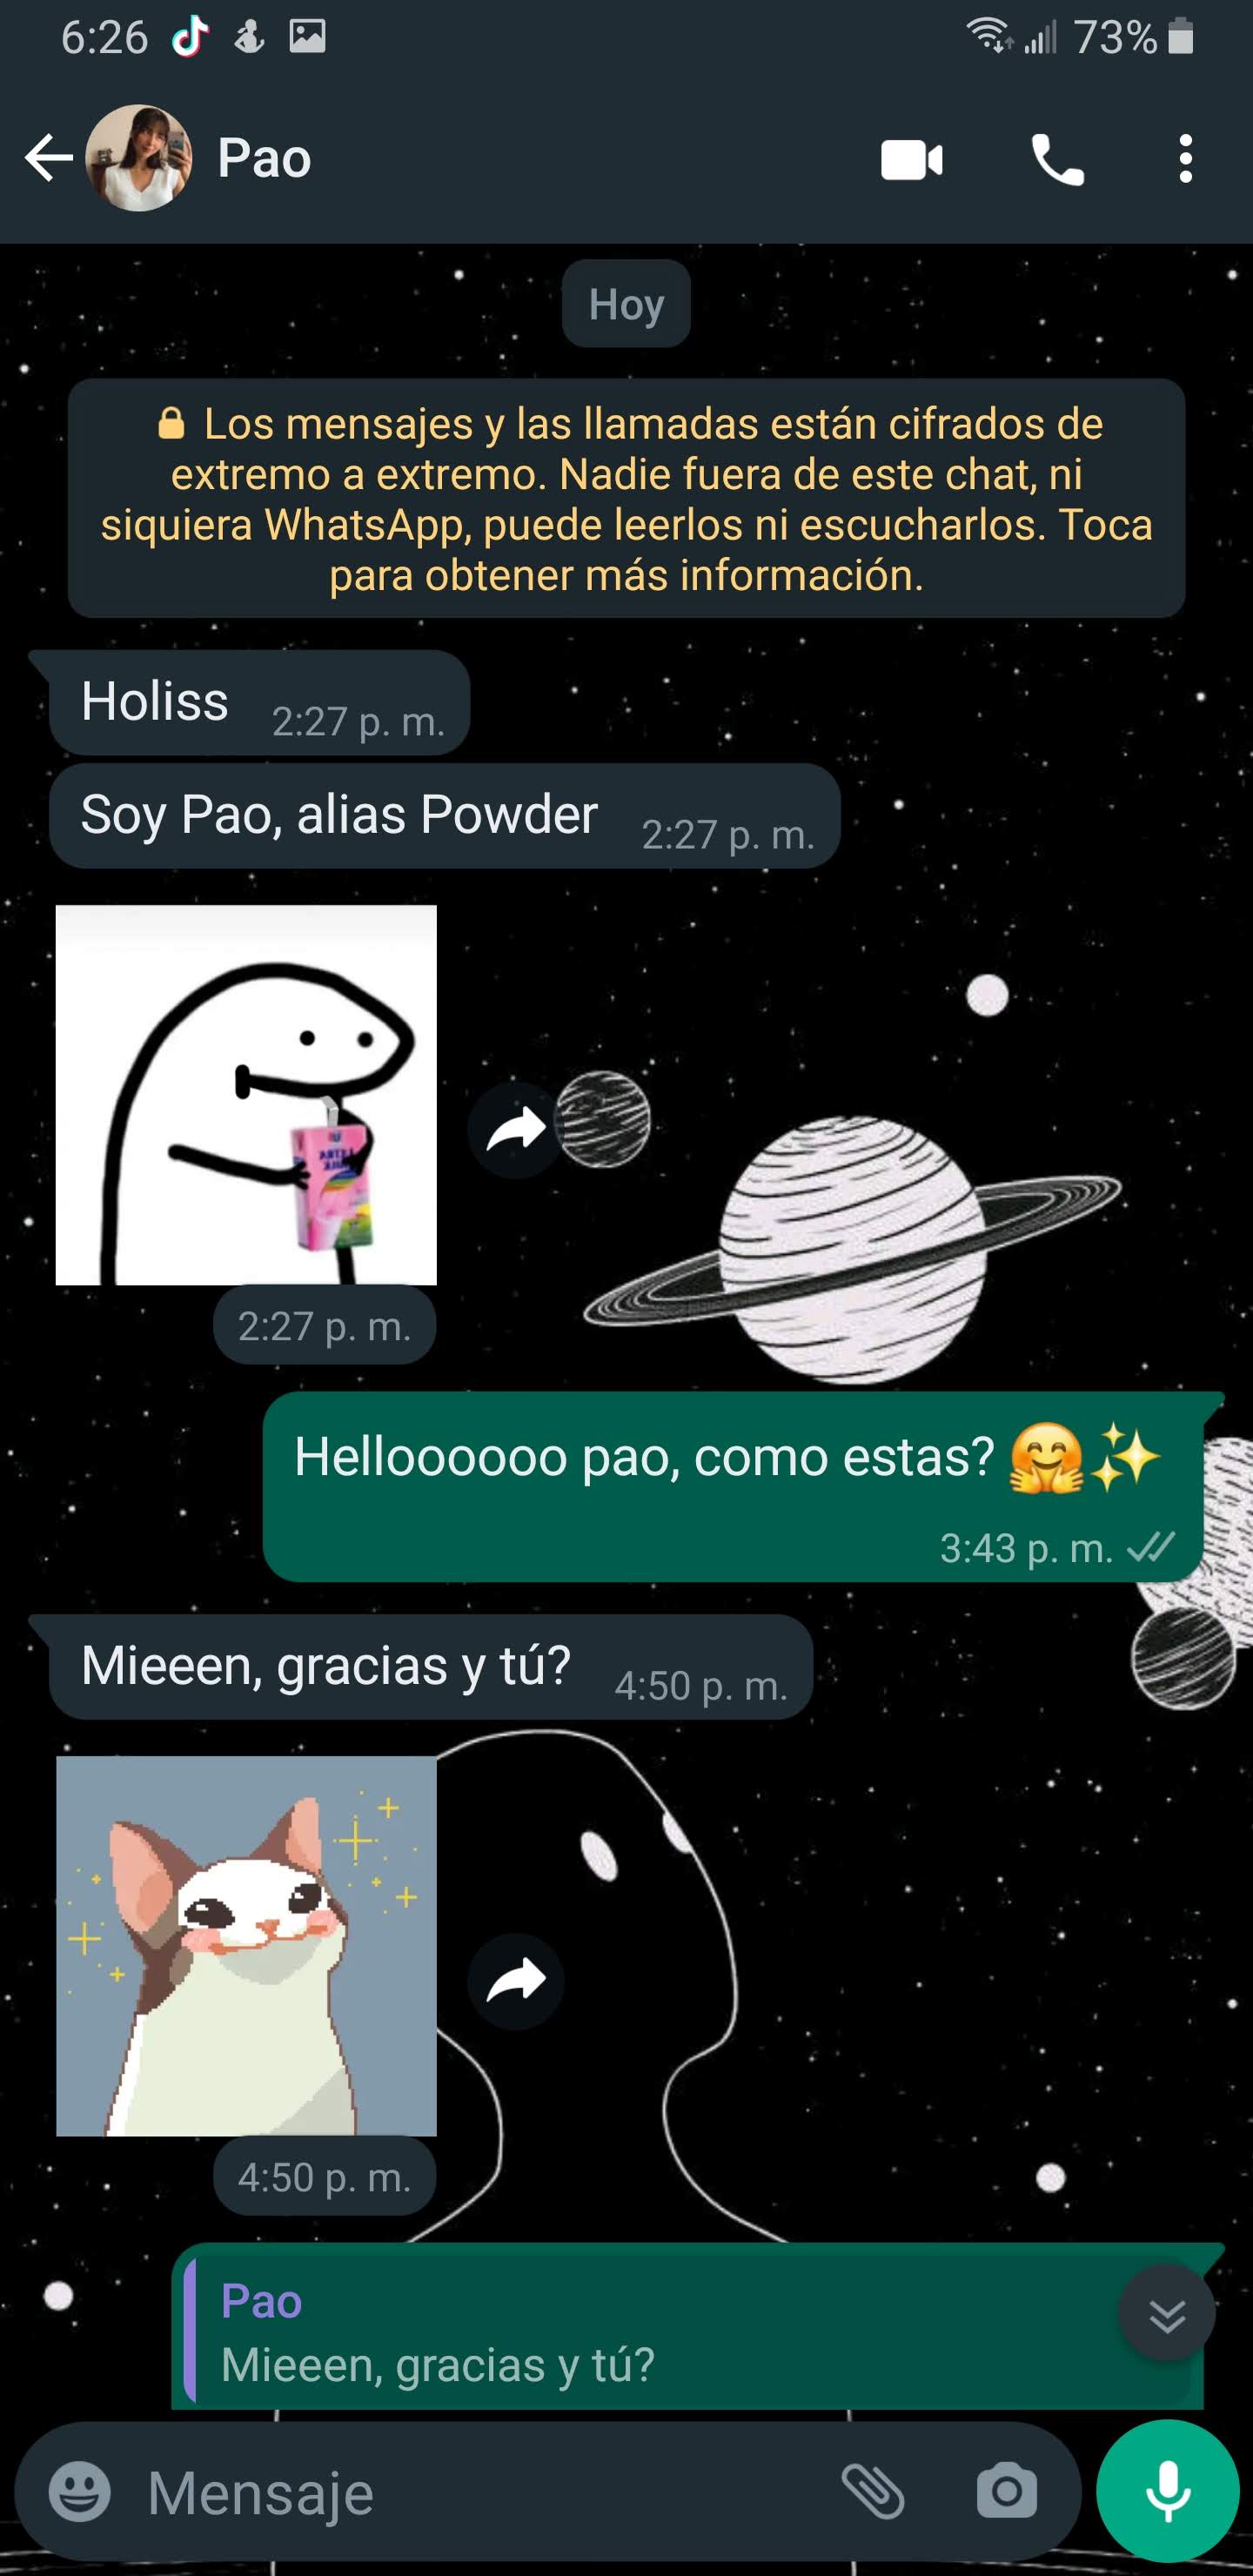 6:26
73%
Pao
Hoy
Los mensajes y las llamadas están cifrados de
extremo a extremo. Nadie fuera de este chat, ni
siquiera WhatsApp, puede leerlos ni escucharlos. Toca
para obtener más información.
Holiss 2:27 p. m.
Soy Pao, alias Powder 2:27 p. m.
2:27 p. m.
Helloooooo pao, como estas? 🤗✨
3:43 p. m.
Mieeen, gracias y tú? 4:50 p. m.
4:50 p. m.
Pao
Mieeen, gracias y tú?
Mensaje